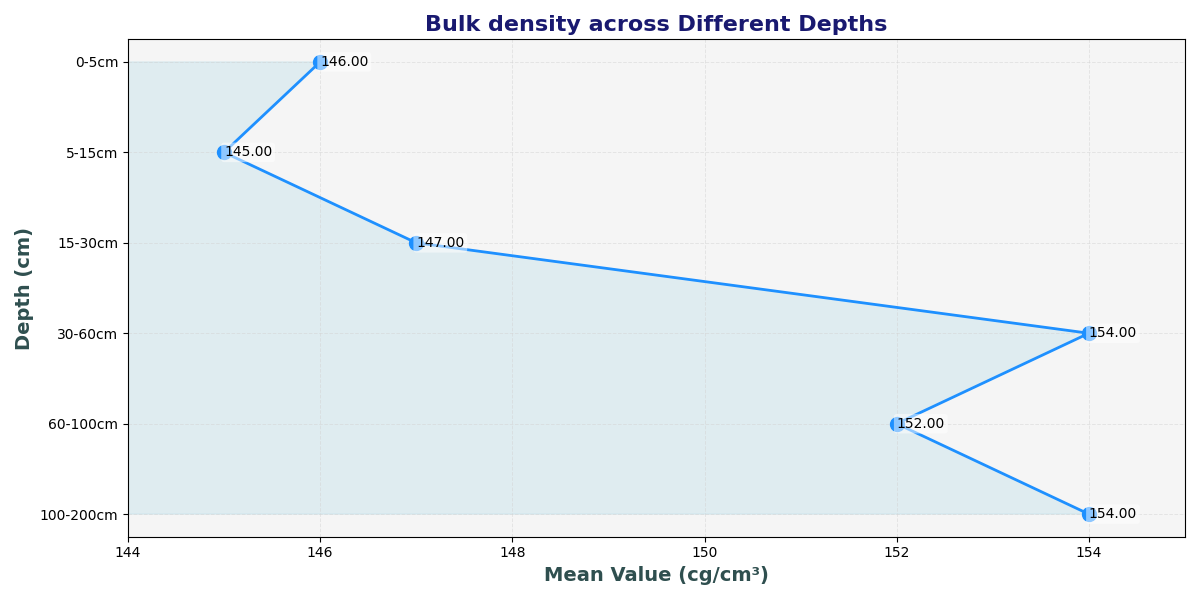 Bulk density across Different Depths
0-5cm
146.00
5-15cm
145.00
15-30cm
147.00
30-60cm
154.00
60-100cm
152.00
100-200cm
154.00
Depth (cm)
144 146 148 150 152 154
Mean Value (cg/cm³)